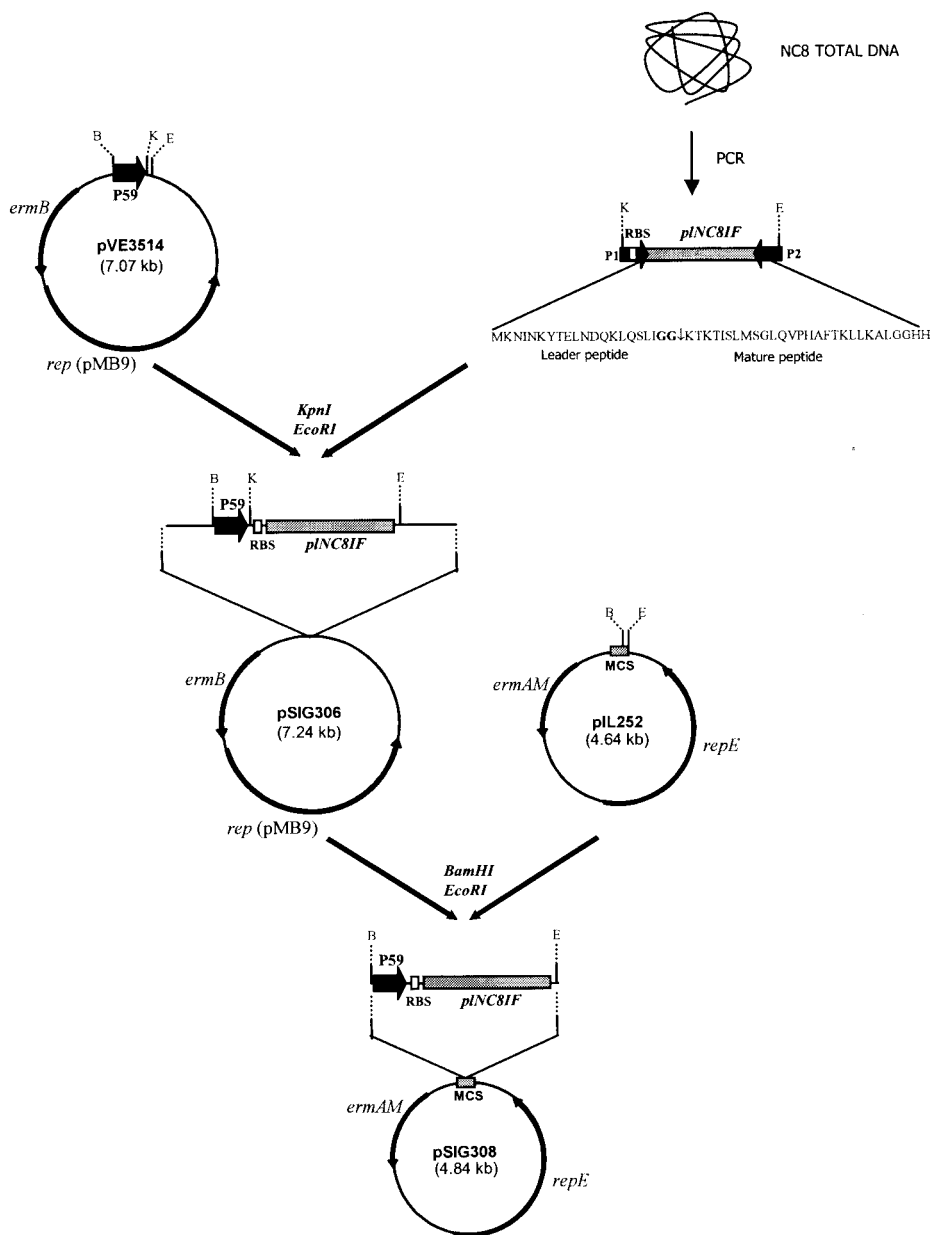 NC8 TOTAL DNA
PCR
B
K
E
P59
ermB
pVE3514
(7.07 kb)
rep (pMB9)
K
E
RBS
plNC8IF
P1
P2
MKNINKYTELNDQKLQSLIGG↓KTKTISLMSGLQVPHAFTKLLKALGGHH
Leader peptide
Mature peptide
KpnI
EcoRI
B
K
E
P59
RBS
plNC8IF
ermB
pSIG306
(7.24 kb)
rep (pMB9)
B
E
MCS
ermAM
pIL252
(4.64 kb)
repE
BamHI
EcoRI
B
E
P59
RBS
plNC8IF
MCS
ermAM
pSIG308
(4.84 kb)
repE